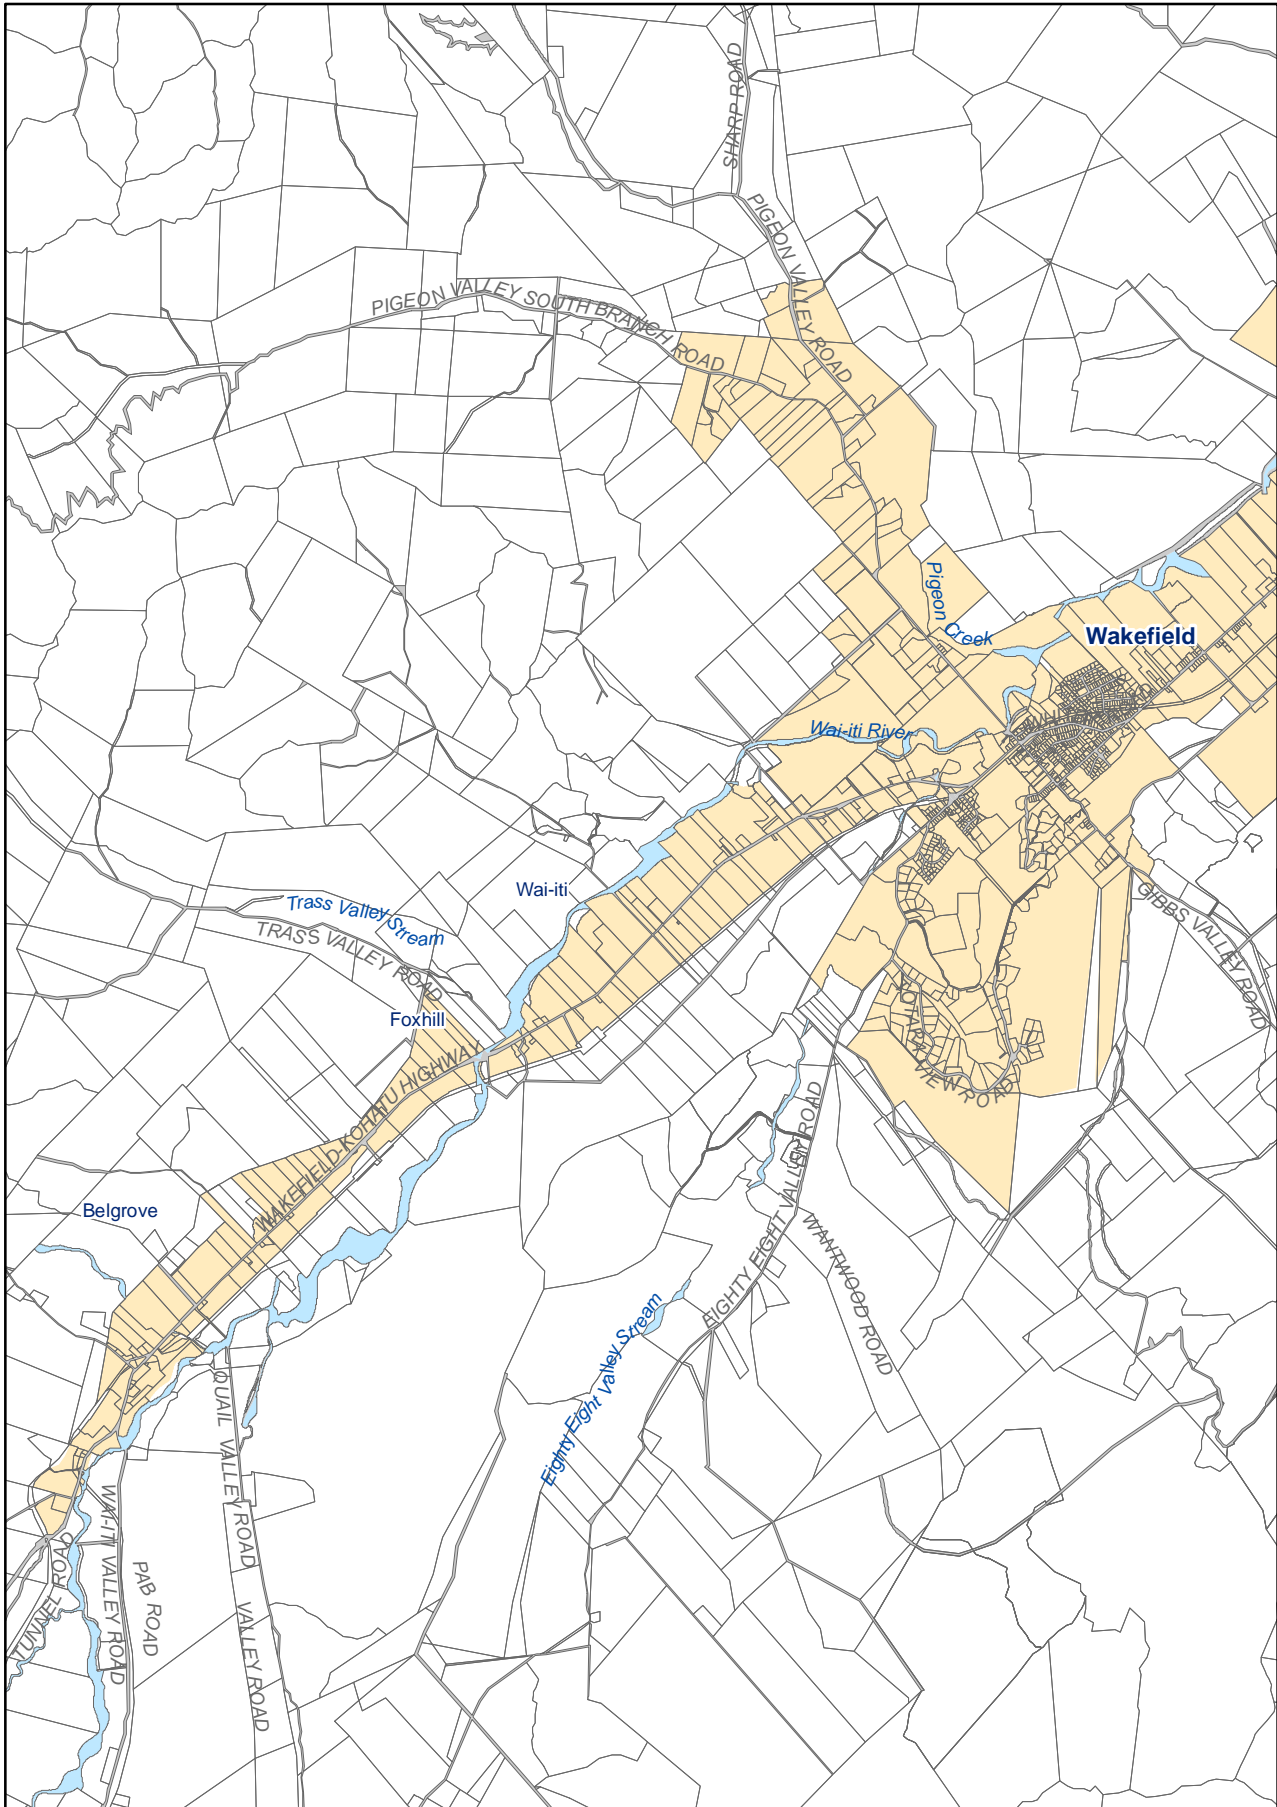 SHARP ROAD
PIGEON VALLEY ROAD
PIGEON VALLEY SOUTH BRANCH ROAD
Pigeon Creek
Wakefield
Wai-iti River
Wai-iti
Trass Valley Stream
TRASS VALLEY ROAD
GIBBS VALLEY ROAD
Foxhill
WAKEFIELD-KOHATU HIGHWAY
VIEW ROAD
Belgrove
EIGHTY EIGHT VALLEY ROAD
WANTWOOD ROAD
Eighty Eight Valley Stream
QUAIL VALLEY ROAD
WAI-ITI VALLEY ROAD
PAB ROAD
TUNNEL ROAD
VALLEY ROAD